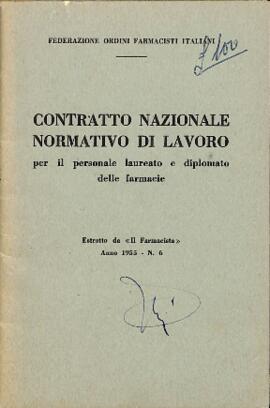 FEDERAZIONE ORDINI FARMACISTI ITALIANI
£ 100
CONTRATTO NAZIONALE
NORMATIVO DI LAVORO
per il personale laureato e diplomato
delle farmacie
Estratto da «Il Farmacista»
Anno 1955 - N. 6